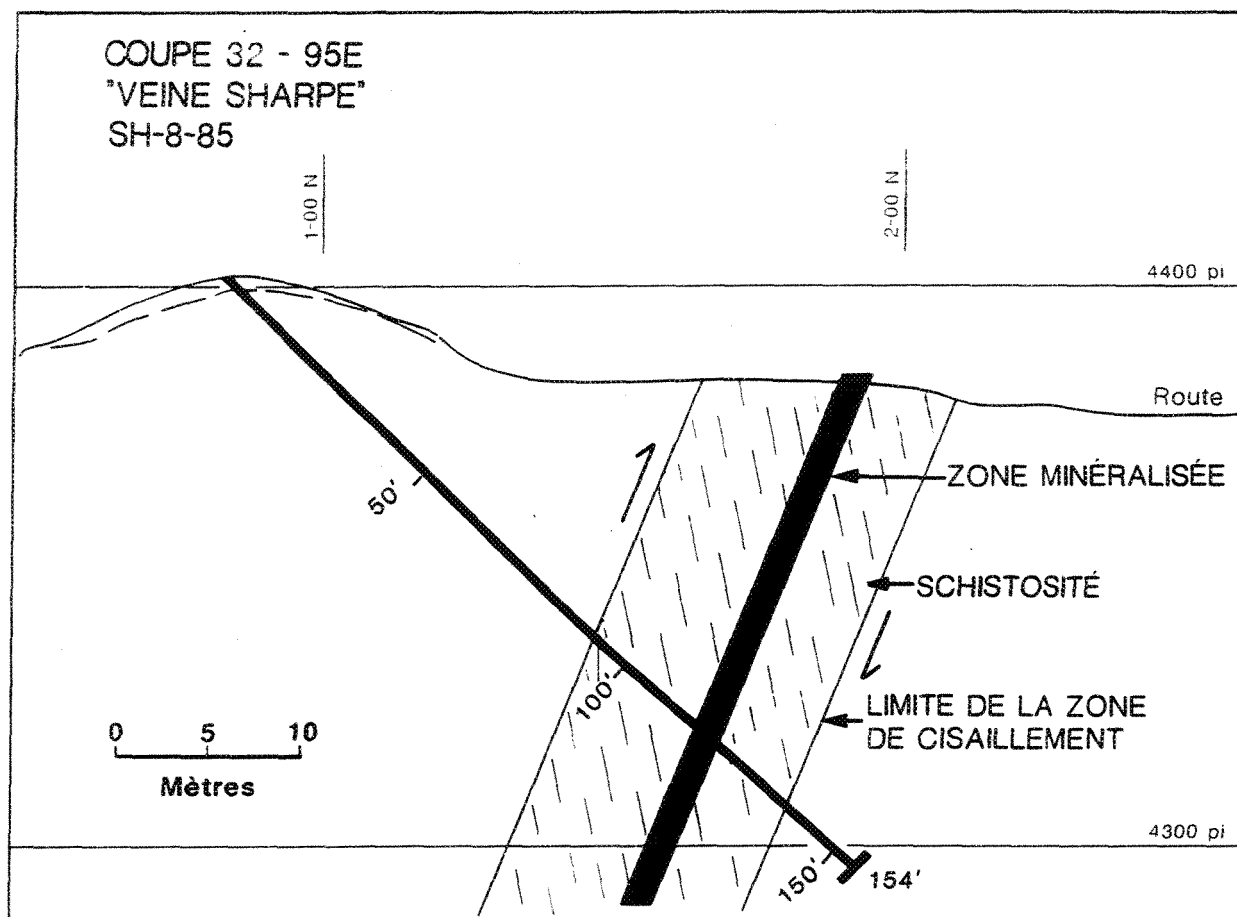 COUPE 32 - 95E
"VEINE SHARPE"
SH-8-85
1-00 N
2-00 N
4400 pi
Route
50'
ZONE MINÉRALISÉE
SCHISTOSITÉ
100'
LIMITE DE LA ZONE
DE CISAILLEMENT
0 5 10
Mètres
4300 pi
150'
154'